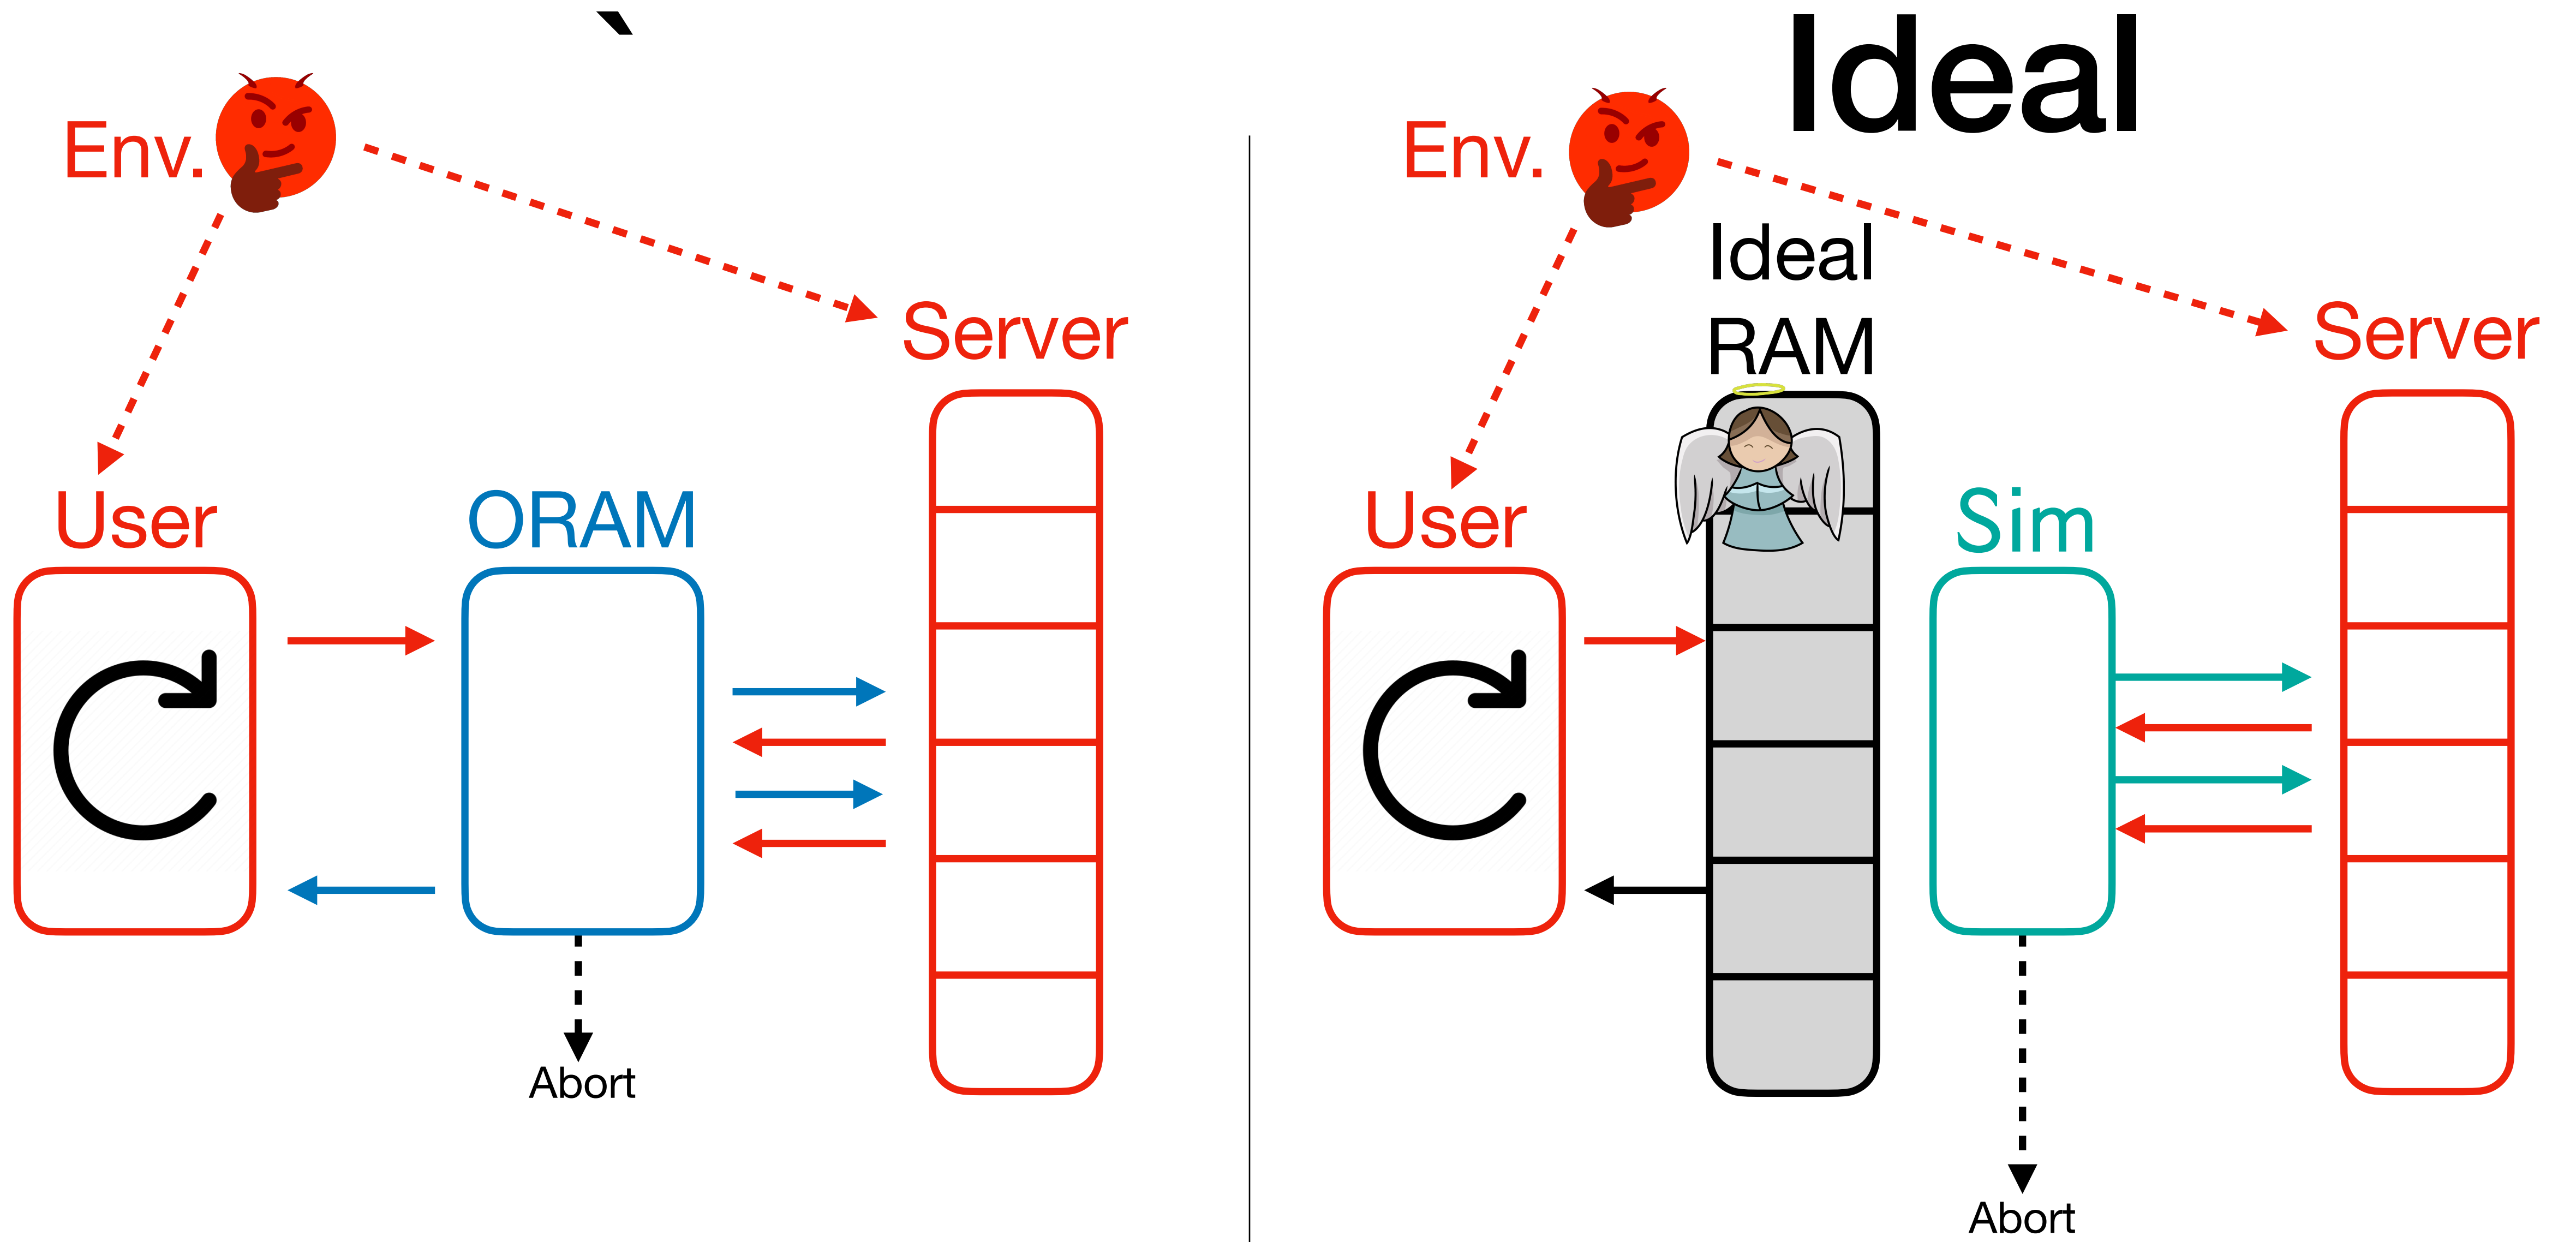 `
Env.
Server
User
ORAM
Abort
Ideal
Env.
Ideal
RAM
Server
User
Sim
Abort